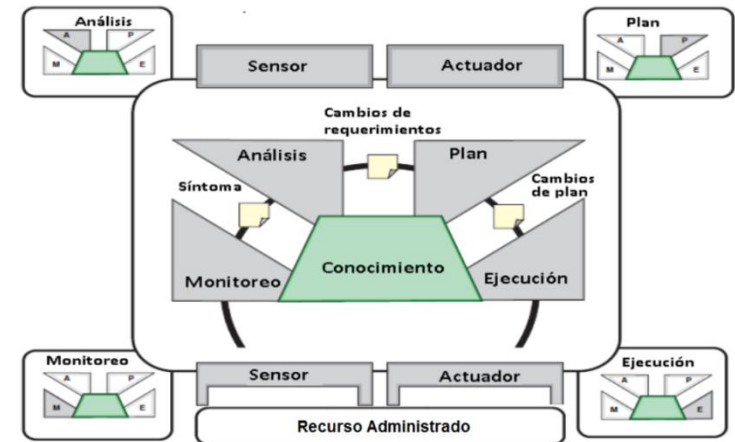 Análisis
A P
M E
Plan
A P
M E
Sensor
Actuador
Cambios de
requerimientos
Análisis
Plan
Síntoma
Cambios
de plan
Monitoreo
Conocimiento
Ejecución
Monitoreo
A P
M E
Sensor
Actuador
Ejecución
A P
M E
Recurso Administrado